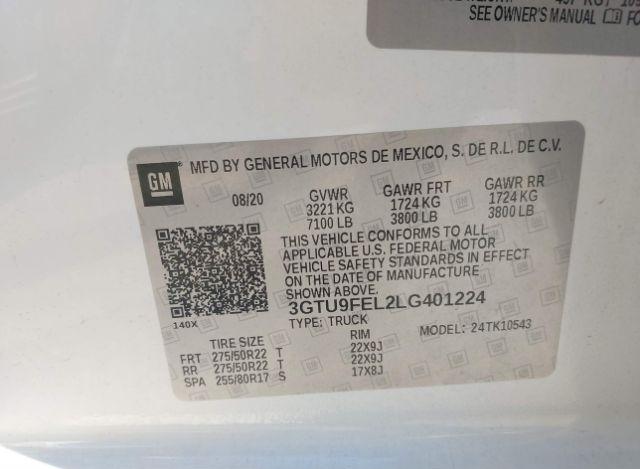 SEE OWNER'S MANUAL FO
GM
MFD BY GENERAL MOTORS DE MEXICO, S. DE R.L. DE C.V.
08/20 GVWR GAWR FRT GAWR RR
3221 KG 1724 KG 1724 KG
7100 LB 3800 LB 3800 LB
THIS VEHICLE CONFORMS TO ALL
APPLICABLE U.S. FEDERAL MOTOR
VEHICLE SAFETY STANDARDS IN EFFECT
ON THE DATE OF MANUFACTURE
SHOWN ABOVE.
3GTU9FEL2LG401224
140X TYPE: TRUCK MODEL: 24TK10543
TIRE SIZE RIM
FRT 275/50R22 T 22X9J
RR 275/50R22 T 22X9J
SPA 255/80R17 S 17X8J